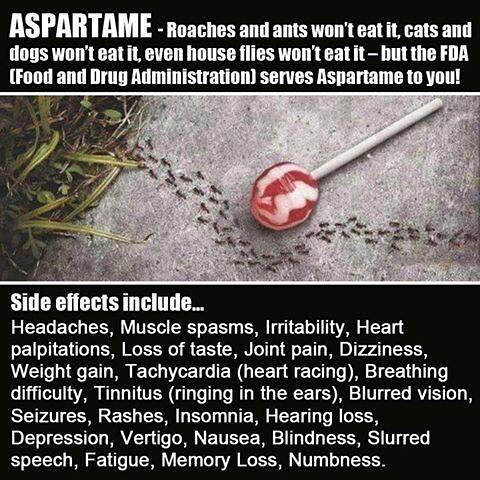 ASPARTAME - Roaches and ants won't eat it, cats and
dogs won't eat it, even house flies won't eat it – but the FDA
(Food and Drug Administration) serves Aspartame to you!
Side effects include...
Headaches, Muscle spasms, Irritability, Heart
palpitations, Loss of taste, Joint pain, Dizziness,
Weight gain, Tachycardia (heart racing), Breathing
difficulty, Tinnitus (ringing in the ears), Blurred vision,
Seizures, Rashes, Insomnia, Hearing loss,
Depression, Vertigo, Nausea, Blindness, Slurred
speech, Fatigue, Memory Loss, Numbness.